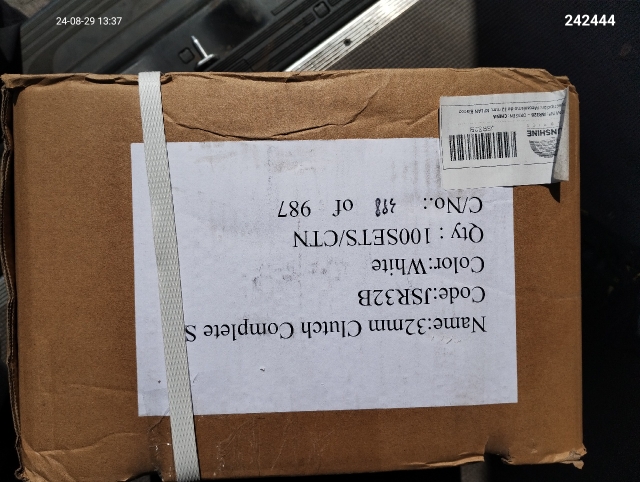 24-08-29 13:37
242444
Name:32mm Clutch Complete S
Code:JSR32B
Color:White
Qty : 100SETS/CTN
C/No.: of 987
NSHINE